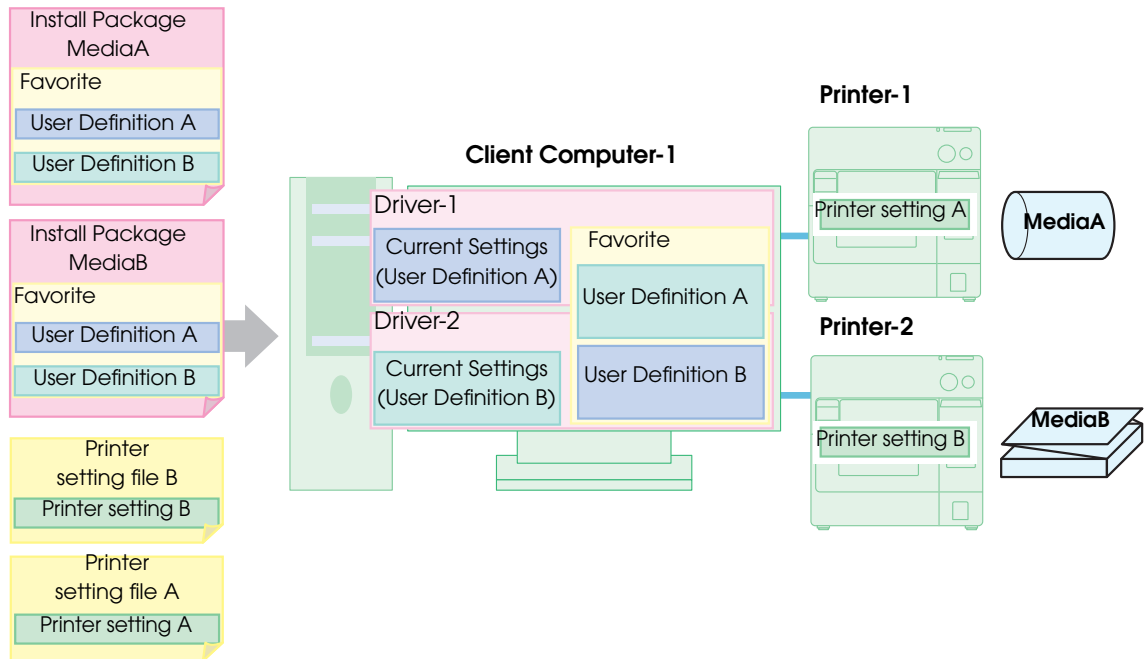 Install Package
MediaA
Favorite
User Definition A
User Definition B
Install Package
MediaB
Favorite
User Definition A
User Definition B
Printer
setting file B
Printer setting B
Printer
setting file A
Printer setting A
Client Computer-1
Driver-1
Current Settings
(User Definition A)
Driver-2
Current Settings
(User Definition B)
Favorite
User Definition A
User Definition B
Printer-1
Printer setting A
MediaA
Printer-2
Printer setting B
MediaB